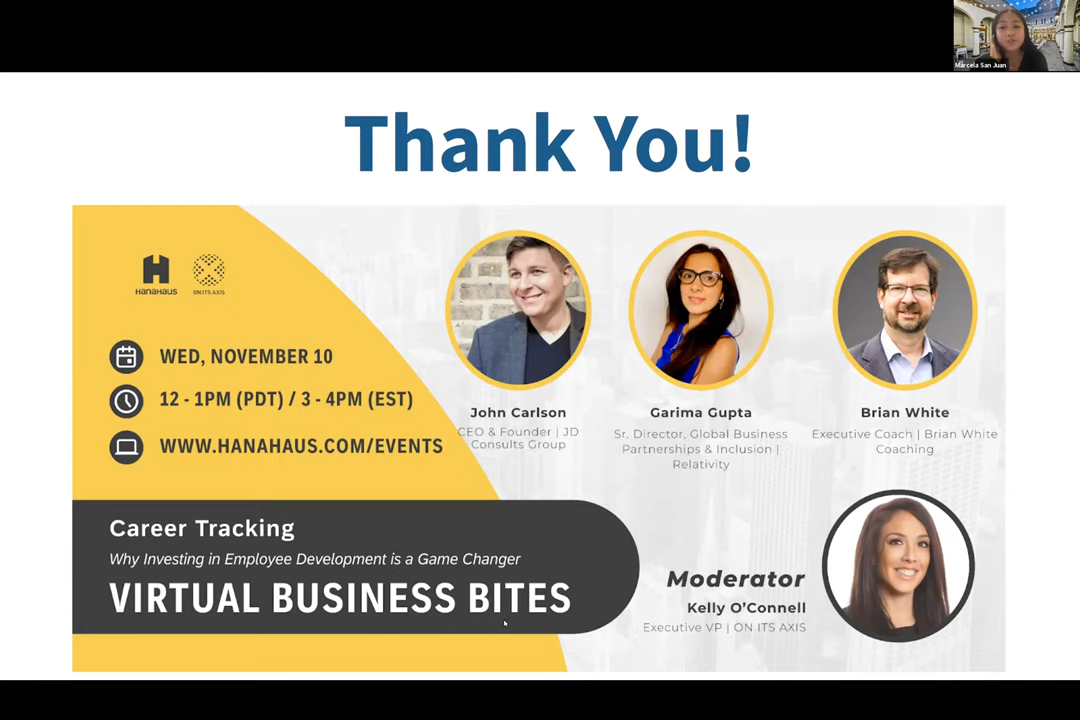 Marcela San Juan
Thank You!
HANAHAUS
ON ITS AXIS
WED, NOVEMBER 10
12 - 1PM (PDT) / 3 - 4PM (EST)
WWW.HANAHAUS.COM/EVENTS
John Carlson
CEO & Founder | JD
Consults Group
Garima Gupta
Sr. Director, Global Business
Partnerships & Inclusion |
Relativity
Brian White
Executive Coach | Brian White
Coaching
Career Tracking
Why Investing in Employee Development is a Game Changer
VIRTUAL BUSINESS BITES
Moderator
Kelly O'Connell
Executive VP | ON ITS AXIS